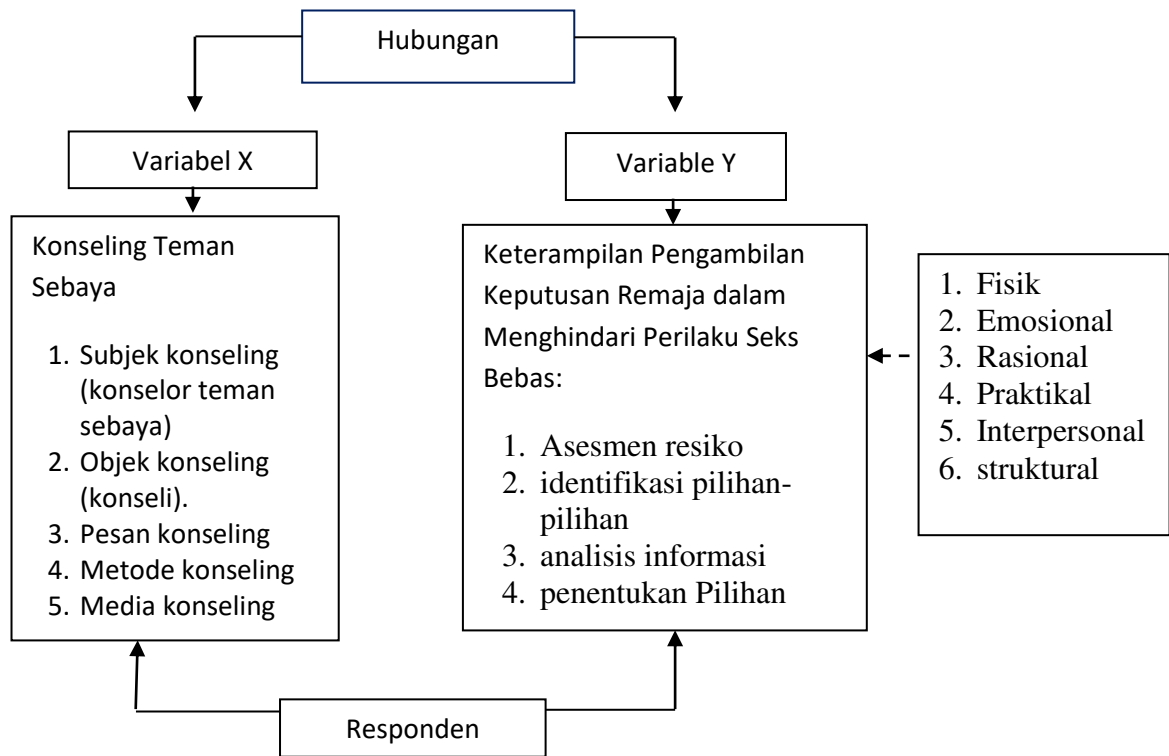 Hubungan
Variabel X
Variable Y
Konseling Teman
Sebaya
1. Subjek konseling
(konselor teman
sebaya)
2. Objek konseling
(konseli).
3. Pesan konseling
4. Metode konseling
5. Media konseling
Keterampilan Pengambilan
Keputusan Remaja dalam
Menghindari Perilaku Seks
Bebas:
1. Asesmen resiko
2. identifikasi pilihan-
pilihan
3. analisis informasi
4. penentukan Pilihan
1. Fisik
2. Emosional
3. Rasional
4. Praktikal
5. Interpersonal
6. struktural
Responden